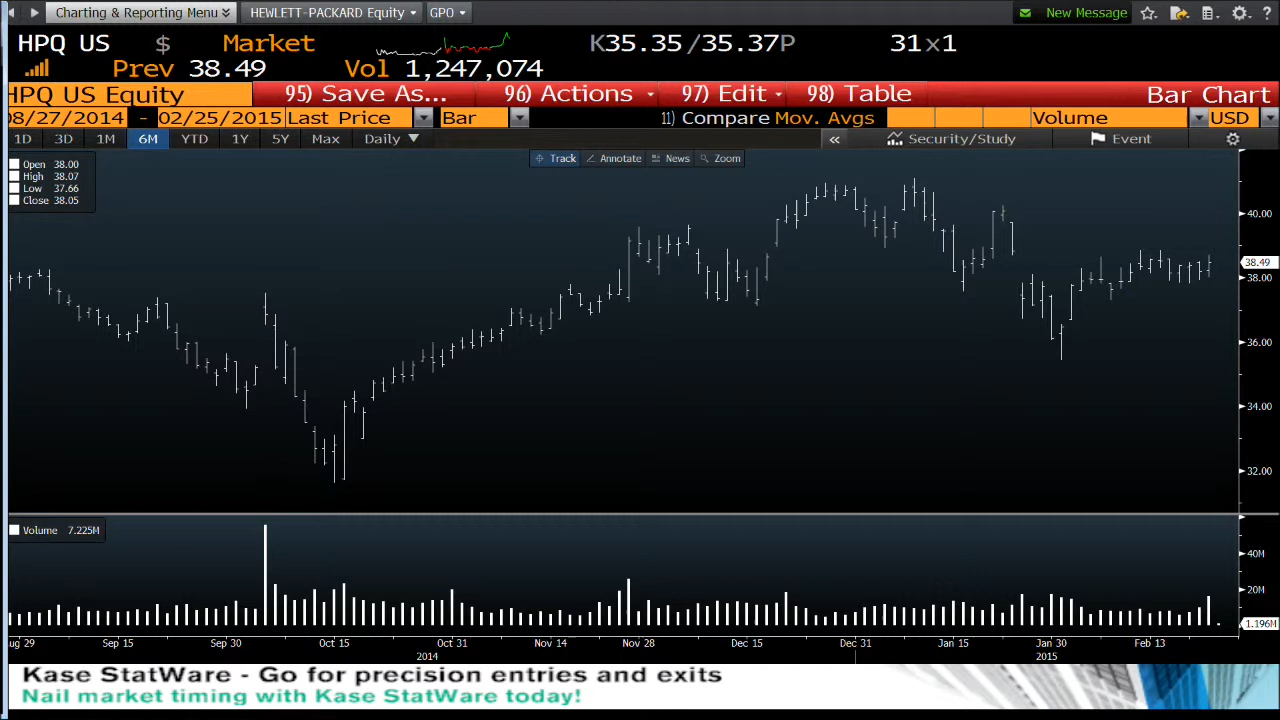 Charting & Reporting Menu HEWLETT-PACKARD Equity GPO New Message ?
HPQ US $ Market K35.35/35.37P 31x1
Prev 38.49 Vol 1,247,074
HPQ US Equity 95) Save As... 96) Actions 97) Edit 98) Table Bar Chart
08/27/2014 - 02/25/2015 Last Price Bar 11) Compare Mov. Avgs Volume USD
1D 3D 1M 6M YTD 1Y 5Y Max Daily « Security/Study Event
Track Annotate News Zoom
Open 38.00
High 38.07
Low 37.66
Close 38.05
40.00
38.49
38.00
36.00
34.00
32.00
Volume 7.225M
40M
20M
1.196M
ug 29 Sep 15 Sep 30 Oct 15 Oct 31 Nov 14 Nov 28 Dec 15 Dec 31 Jan 15 Jan 30 Feb 13
2014 2015
Kase StatWare - Go for precision entries and exits
Nail market timing with Kase StatWare today!